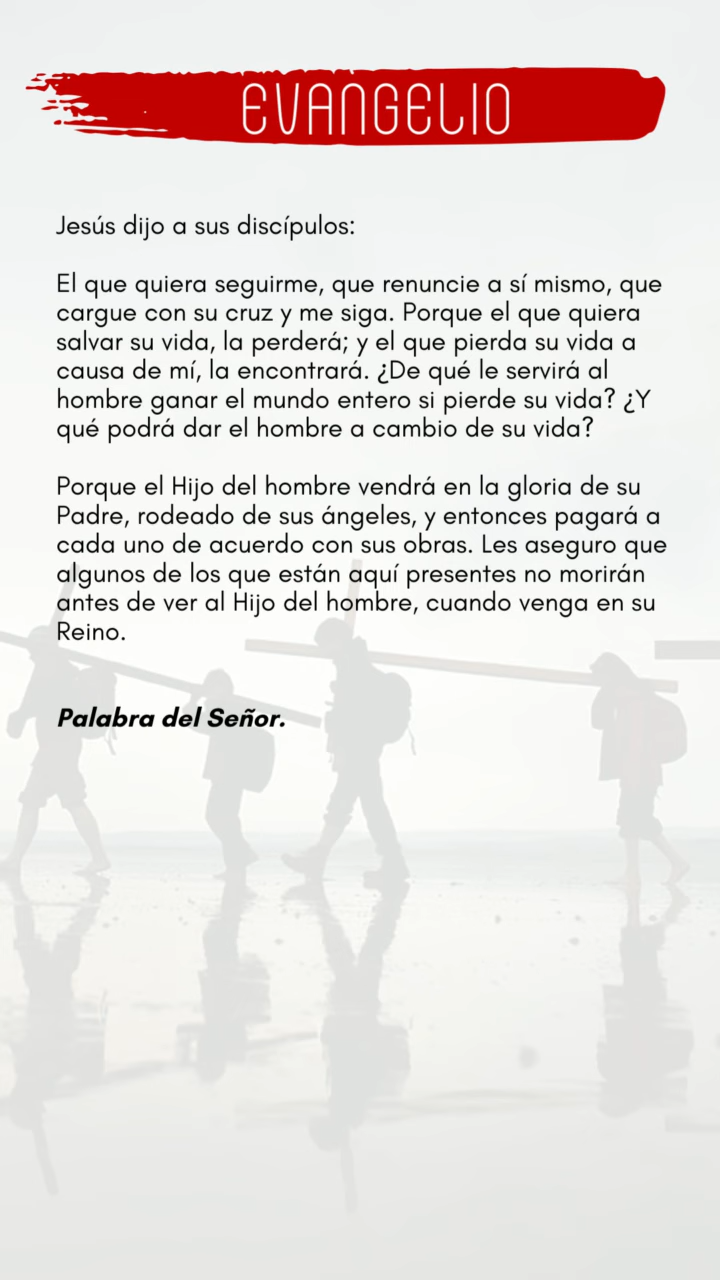 EVANGELIO
Jesús dijo a sus discípulos:
El que quiera seguirme, que renuncie a sí mismo, que
cargue con su cruz y me siga. Porque el que quiera
salvar su vida, la perderá; y el que pierda su vida a
causa de mí, la encontrará. ¿De qué le servirá al
hombre ganar el mundo entero si pierde su vida? ¿Y
qué podrá dar el hombre a cambio de su vida?
Porque el Hijo del hombre vendrá en la gloria de su
Padre, rodeado de sus ángeles, y entonces pagará a
cada uno de acuerdo con sus obras. Les aseguro que
algunos de los que están aquí presentes no morirán
antes de ver al Hijo del hombre, cuando venga en su
Reino.
Palabra del Señor.